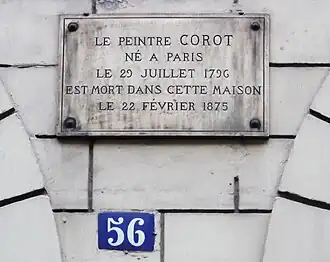 LE PEINTRE COROT
NÉ A PARIS
LE 29 JUILLET 1796
EST MORT DANS CETTE MAISON
LE 22 FÉVRIER 1875
56